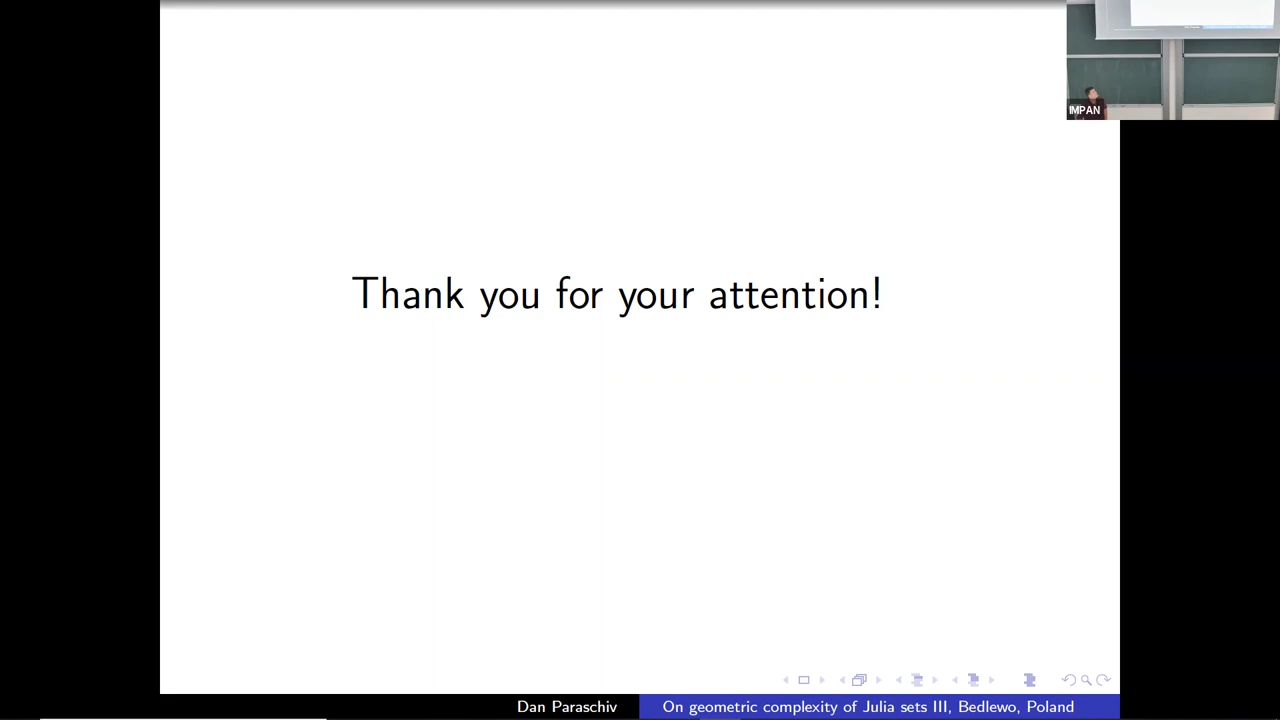 IMPAN
Thank you for your attention!
Dan Paraschiv
On geometric complexity of Julia sets III, Bedlewo, Poland